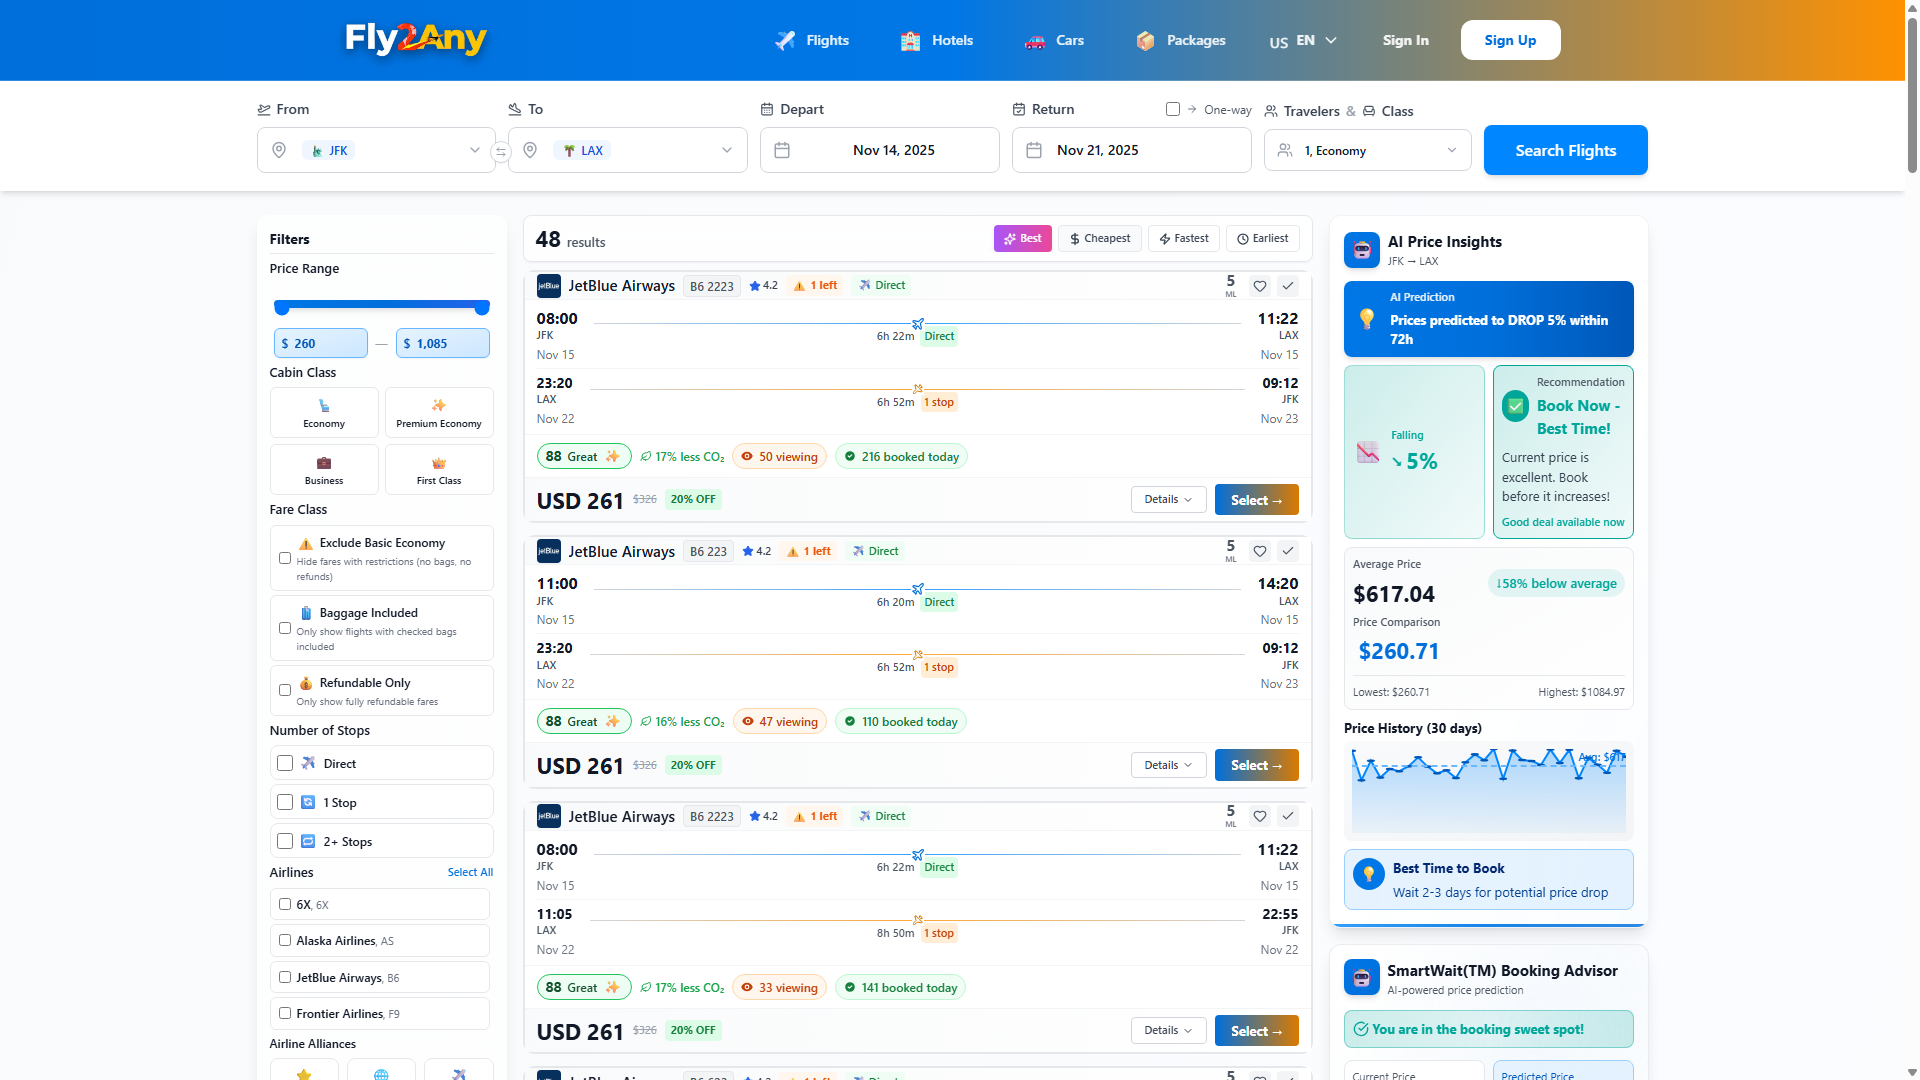 Fly2Any
Flights
Hotels
Cars
Packages
US EN
Sign In
Sign Up
From
To
Depart
Return
→ One-way
Travelers & Class
JFK
LAX
Nov 14, 2025
Nov 21, 2025
1, Economy
Search Flights
Filters
Price Range
$ 260 — $ 1,085
Cabin Class
Economy
Premium Economy
Business
First Class
Fare Class
Exclude Basic Economy
Hide fares with restrictions (no bags, no refunds)
Baggage Included
Only show flights with checked bags included
Refundable Only
Only show fully refundable fares
Number of Stops
Direct
1 Stop
2+ Stops
Airlines
Select All
6X, 6X
Alaska Airlines, AS
JetBlue Airways, B6
Frontier Airlines, F9
Airline Alliances
48 results
Best
Cheapest
Fastest
Earliest
jetBlue JetBlue Airways B6 2223 4.2 1 left Direct 5 ML
08:00 11:22
JFK 6h 22m Direct LAX
Nov 15 Nov 15
23:20 09:12
LAX 6h 52m 1 stop JFK
Nov 22 Nov 23
88 Great 17% less CO₂ 50 viewing 216 booked today
USD 261 $326 20% OFF Details Select →
jetBlue JetBlue Airways B6 223 4.2 1 left Direct 5 ML
11:00 14:20
JFK 6h 20m Direct LAX
Nov 15 Nov 15
23:20 09:12
LAX 6h 52m 1 stop JFK
Nov 22 Nov 23
88 Great 16% less CO₂ 47 viewing 110 booked today
USD 261 $326 20% OFF Details Select →
jetBlue JetBlue Airways B6 2223 4.2 1 left Direct 5 ML
08:00 11:22
JFK 6h 22m Direct LAX
Nov 15 Nov 15
11:05 22:55
LAX 8h 50m 1 stop JFK
Nov 22 Nov 22
88 Great 17% less CO₂ 33 viewing 141 booked today
USD 261 $326 20% OFF Details Select →
AI Price Insights
JFK → LAX
AI Prediction
Prices predicted to DROP 5% within
72h
Falling
↘ 5%
Recommendation
Book Now -
Best Time!
Current price is
excellent. Book
before it increases!
Good deal available now
Average Price
$617.04
↓58% below average
Price Comparison
$260.71
Lowest: $260.71 Highest: $1084.97
Price History (30 days)
Avg: $617
Best Time to Book
Wait 2-3 days for potential price drop
SmartWait(TM) Booking Advisor
AI-powered price prediction
You are in the booking sweet spot!
Current Price
Predicted Price